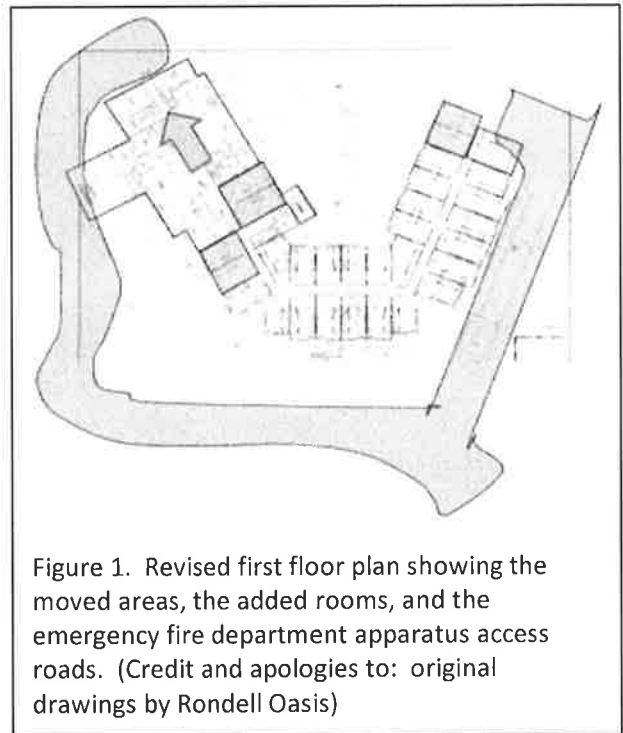 Figure 1.  Revised first floor plan showing the
moved areas, the added rooms, and the
emergency fire department apparatus access
roads.  (Credit and apologies to:  original
drawings by Rondell Oasis)